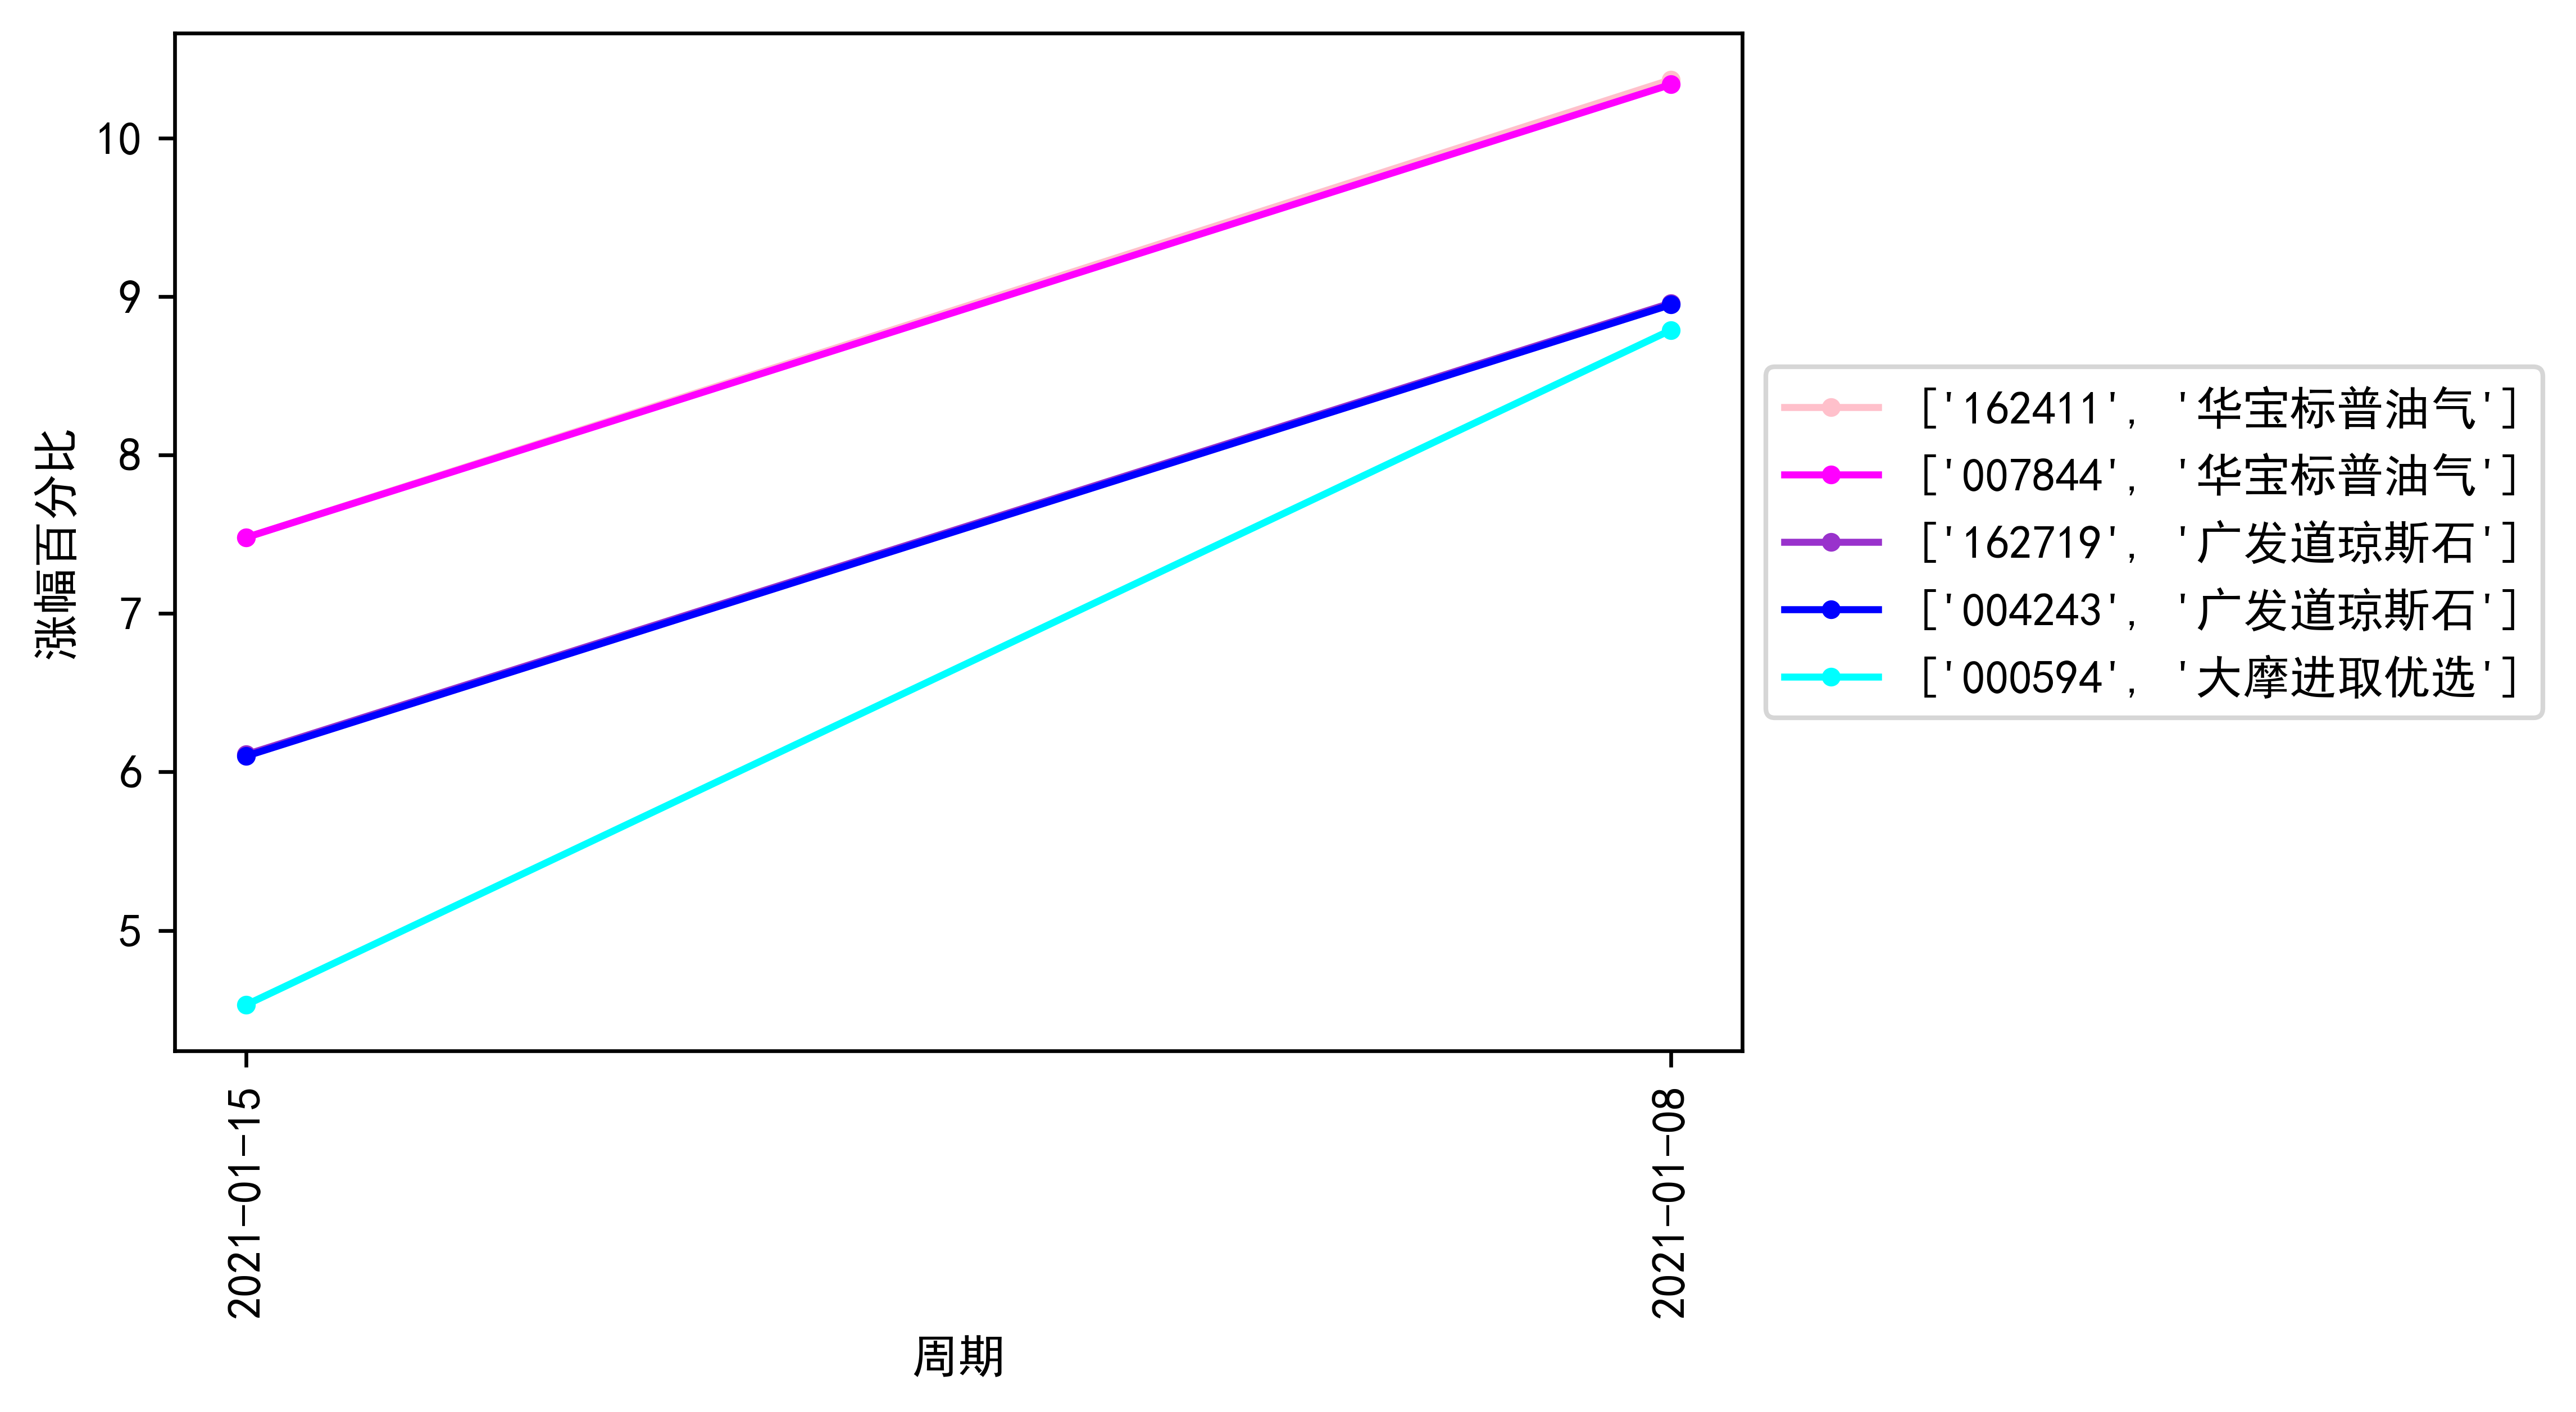 涨幅百分比
10
9
8
7
6
5
2021-01-15
2021-01-08
周期
['162411', '华宝标普油气']
['007844', '华宝标普油气']
['162719', '广发道琼斯石']
['004243', '广发道琼斯石']
['000594', '大摩进取优选']